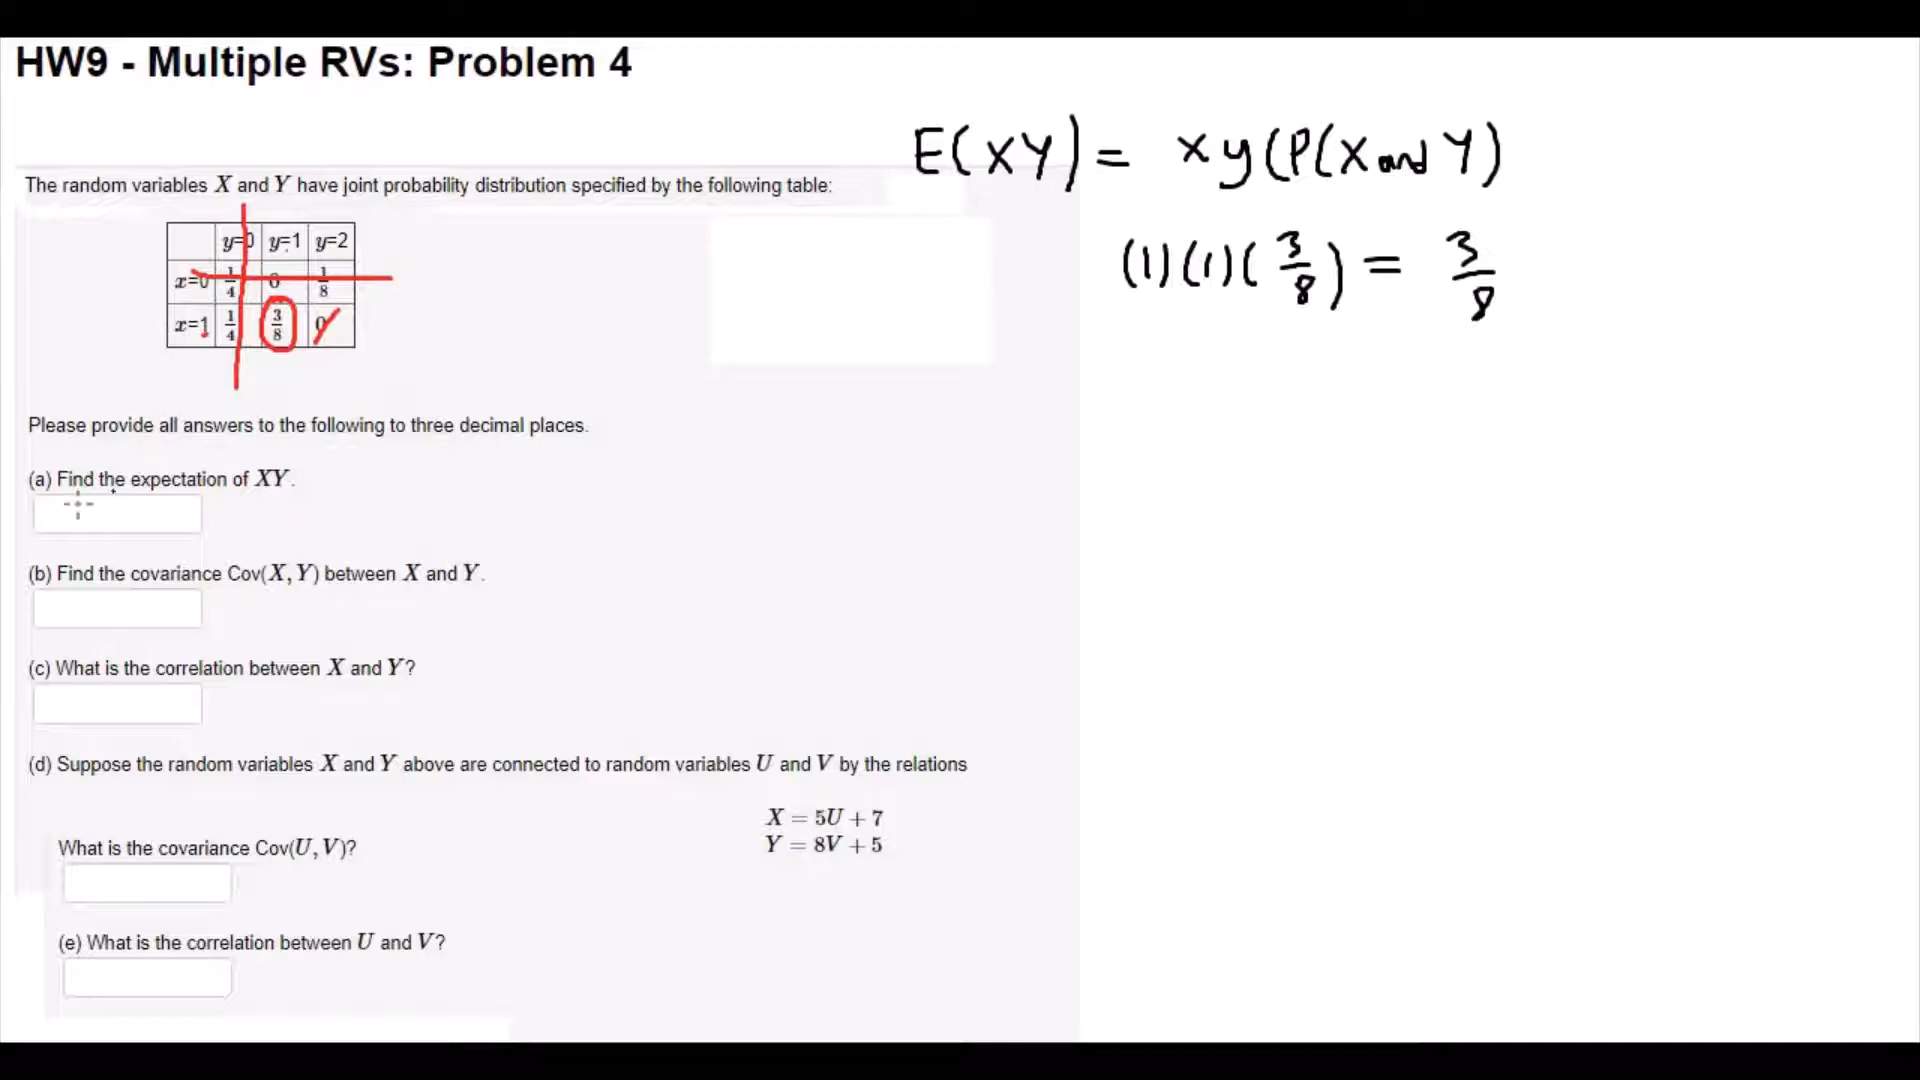 HW9 - Multiple RVs: Problem 4
E(XY) = xy(P(X and Y)
The random variables X and Y have joint probability distribution specified by the following table:
(1)(1)(3/8) = 3/8
y=0 y=1 y=2
x=0 1/4 0 1/8
x=1 1/4 3/8 0
Please provide all answers to the following to three decimal places.
(a) Find the expectation of XY.
(b) Find the covariance Cov(X, Y) between X and Y.
(c) What is the correlation between X and Y?
(d) Suppose the random variables X and Y above are connected to random variables U and V by the relations
X = 5U + 7
Y = 8V + 5
What is the covariance Cov(U, V)?
(e) What is the correlation between U and V?